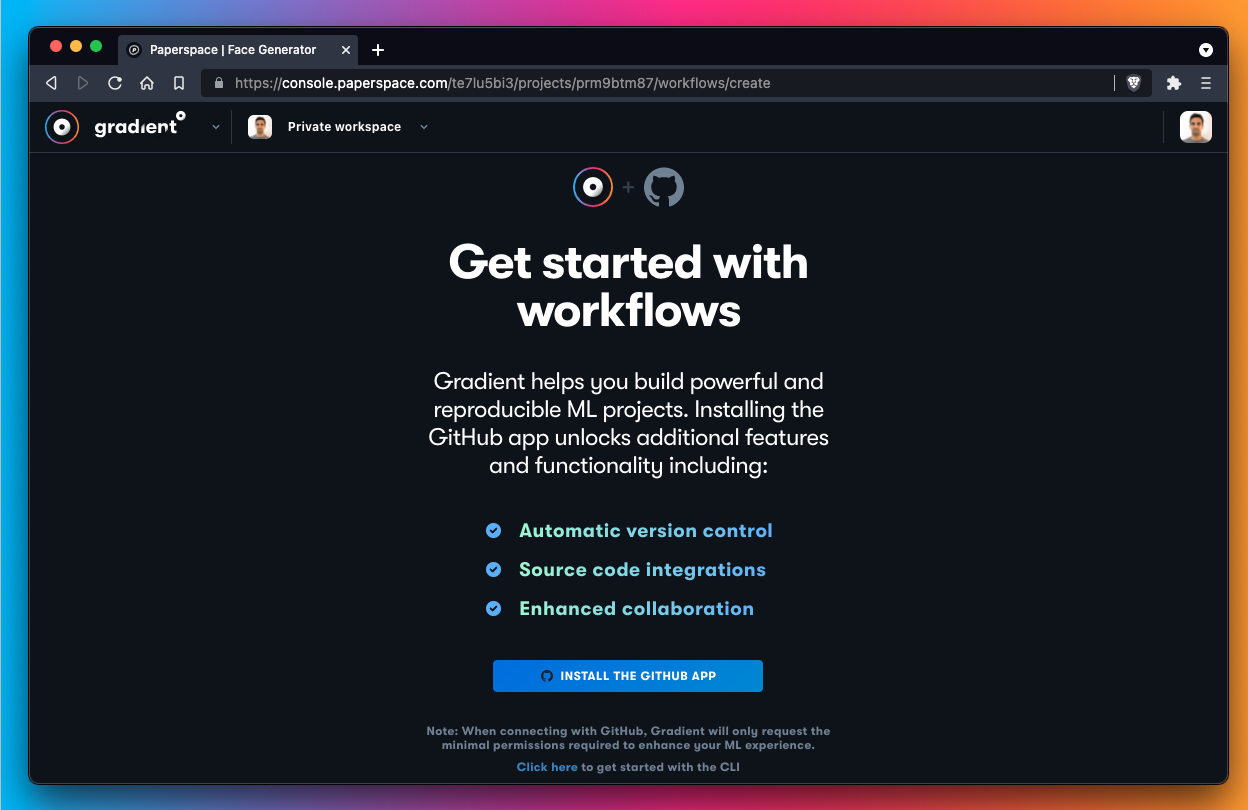 Paperspace | Face Generator
https://console.paperspace.com/te7lu5bi3/projects/prm9btm87/workflows/create
gradient
Private workspace
+
Get started with
workflows
Gradient helps you build powerful and
reproducible ML projects. Installing the
GitHub app unlocks additional features
and functionality including:
Automatic version control
Source code integrations
Enhanced collaboration
INSTALL THE GITHUB APP
Note: When connecting with GitHub, Gradient will only request the
minimal permissions required to enhance your ML experience.
Click here to get started with the CLI